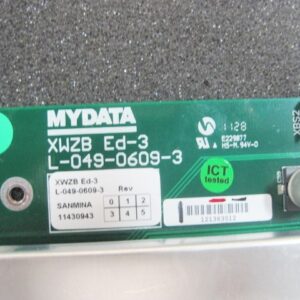 MYDATA
XWZB Ed-3
L-049-0609-3
1128
E229877
M5-M. 94V-0
XWZB Ed-3
L-049-0609-3 Rev
SANMINA 0 1 2
11430943 3 4 5
ICT
tested